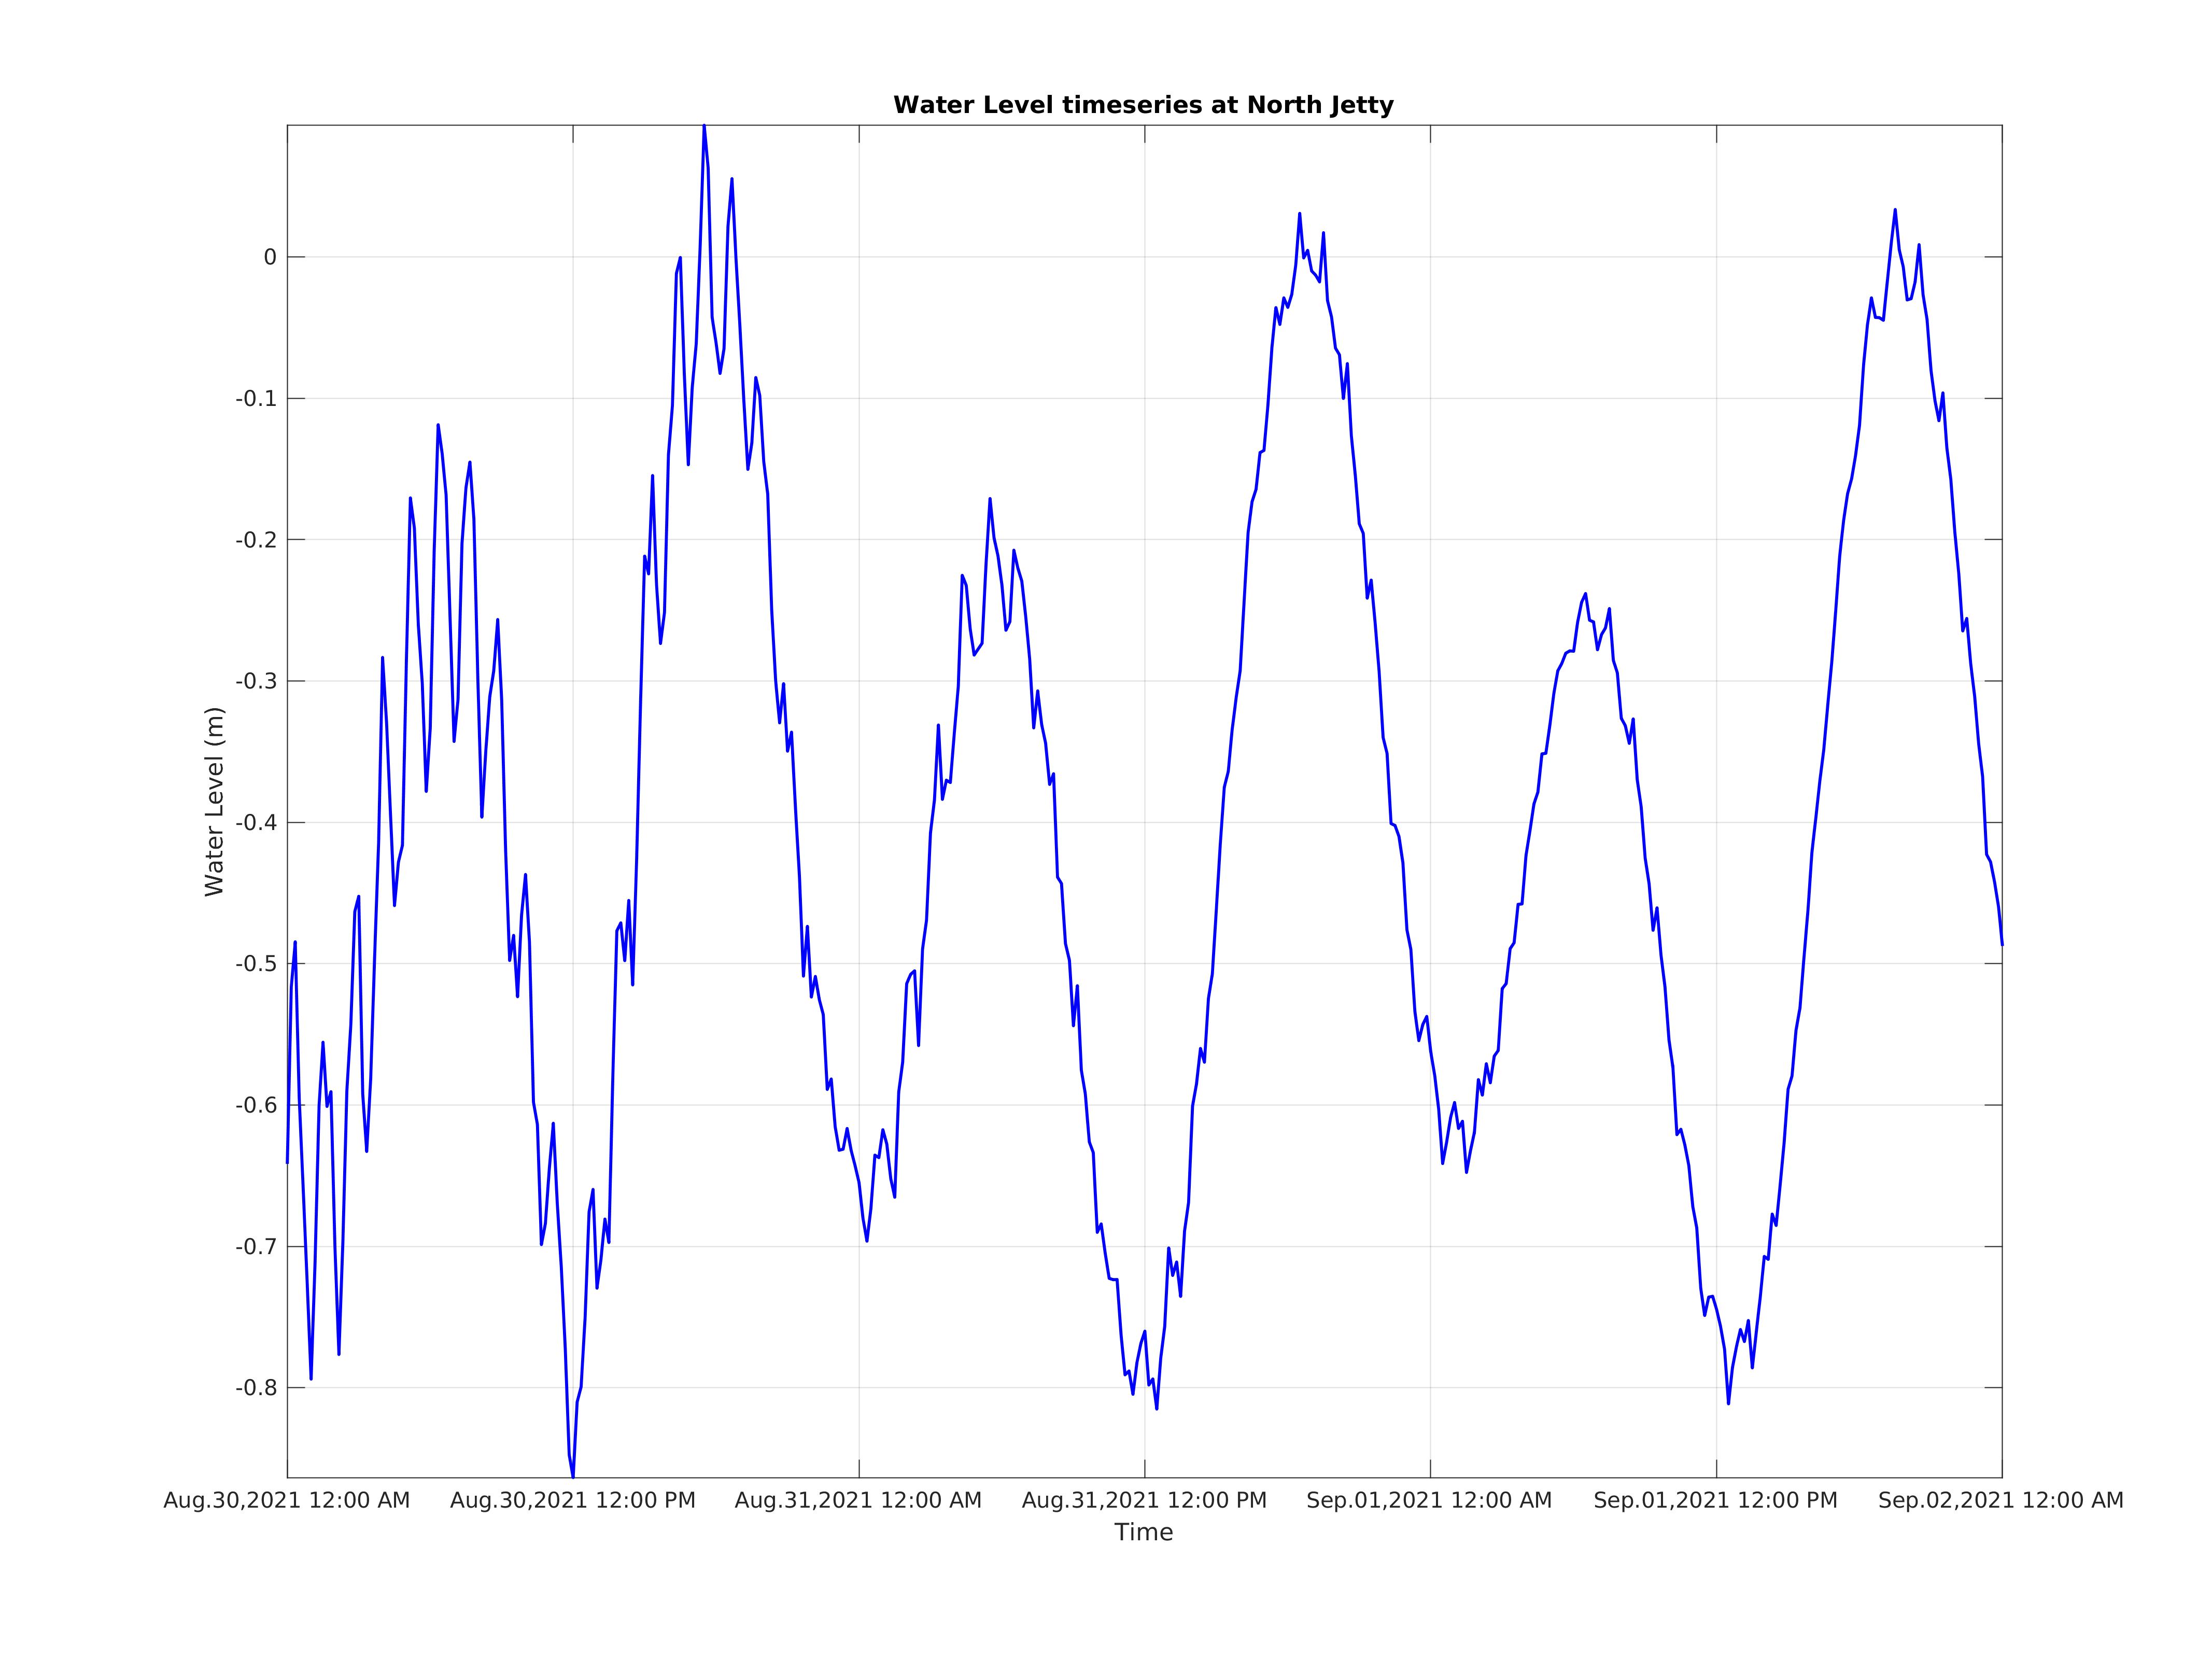 Water Level timeseries at North Jetty
0
-0.1
-0.2
-0.3
-0.4
-0.5
-0.6
-0.7
-0.8
Water Level (m)
Aug.30,2021 12:00 AM Aug.30,2021 12:00 PM Aug.31,2021 12:00 AM Aug.31,2021 12:00 PM Sep.01,2021 12:00 AM Sep.01,2021 12:00 PM Sep.02,2021 12:00 AM
Time